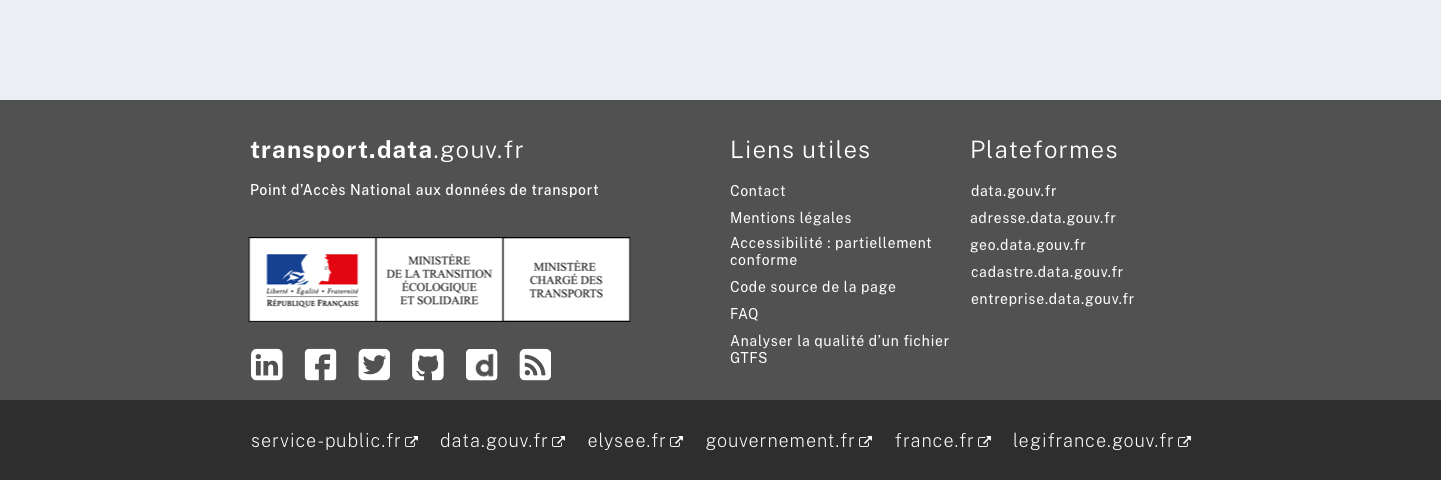 transport.data.gouv.fr
Point d'Accès National aux données de transport
Liberté • Égalité • Fraternité
RÉPUBLIQUE FRANÇAISE
MINISTÈRE
DE LA TRANSITION
ÉCOLOGIQUE
ET SOLIDAIRE
MINISTÈRE
CHARGÉ DES
TRANSPORTS
Liens utiles
Contact
Mentions légales
Accessibilité : partiellement
conforme
Code source de la page
FAQ
Analyser la qualité d'un fichier
GTFS
Plateformes
data.gouv.fr
adresse.data.gouv.fr
geo.data.gouv.fr
cadastre.data.gouv.fr
entreprise.data.gouv.fr
service-public.fr data.gouv.fr elysee.fr gouvernement.fr france.fr legifrance.gouv.fr